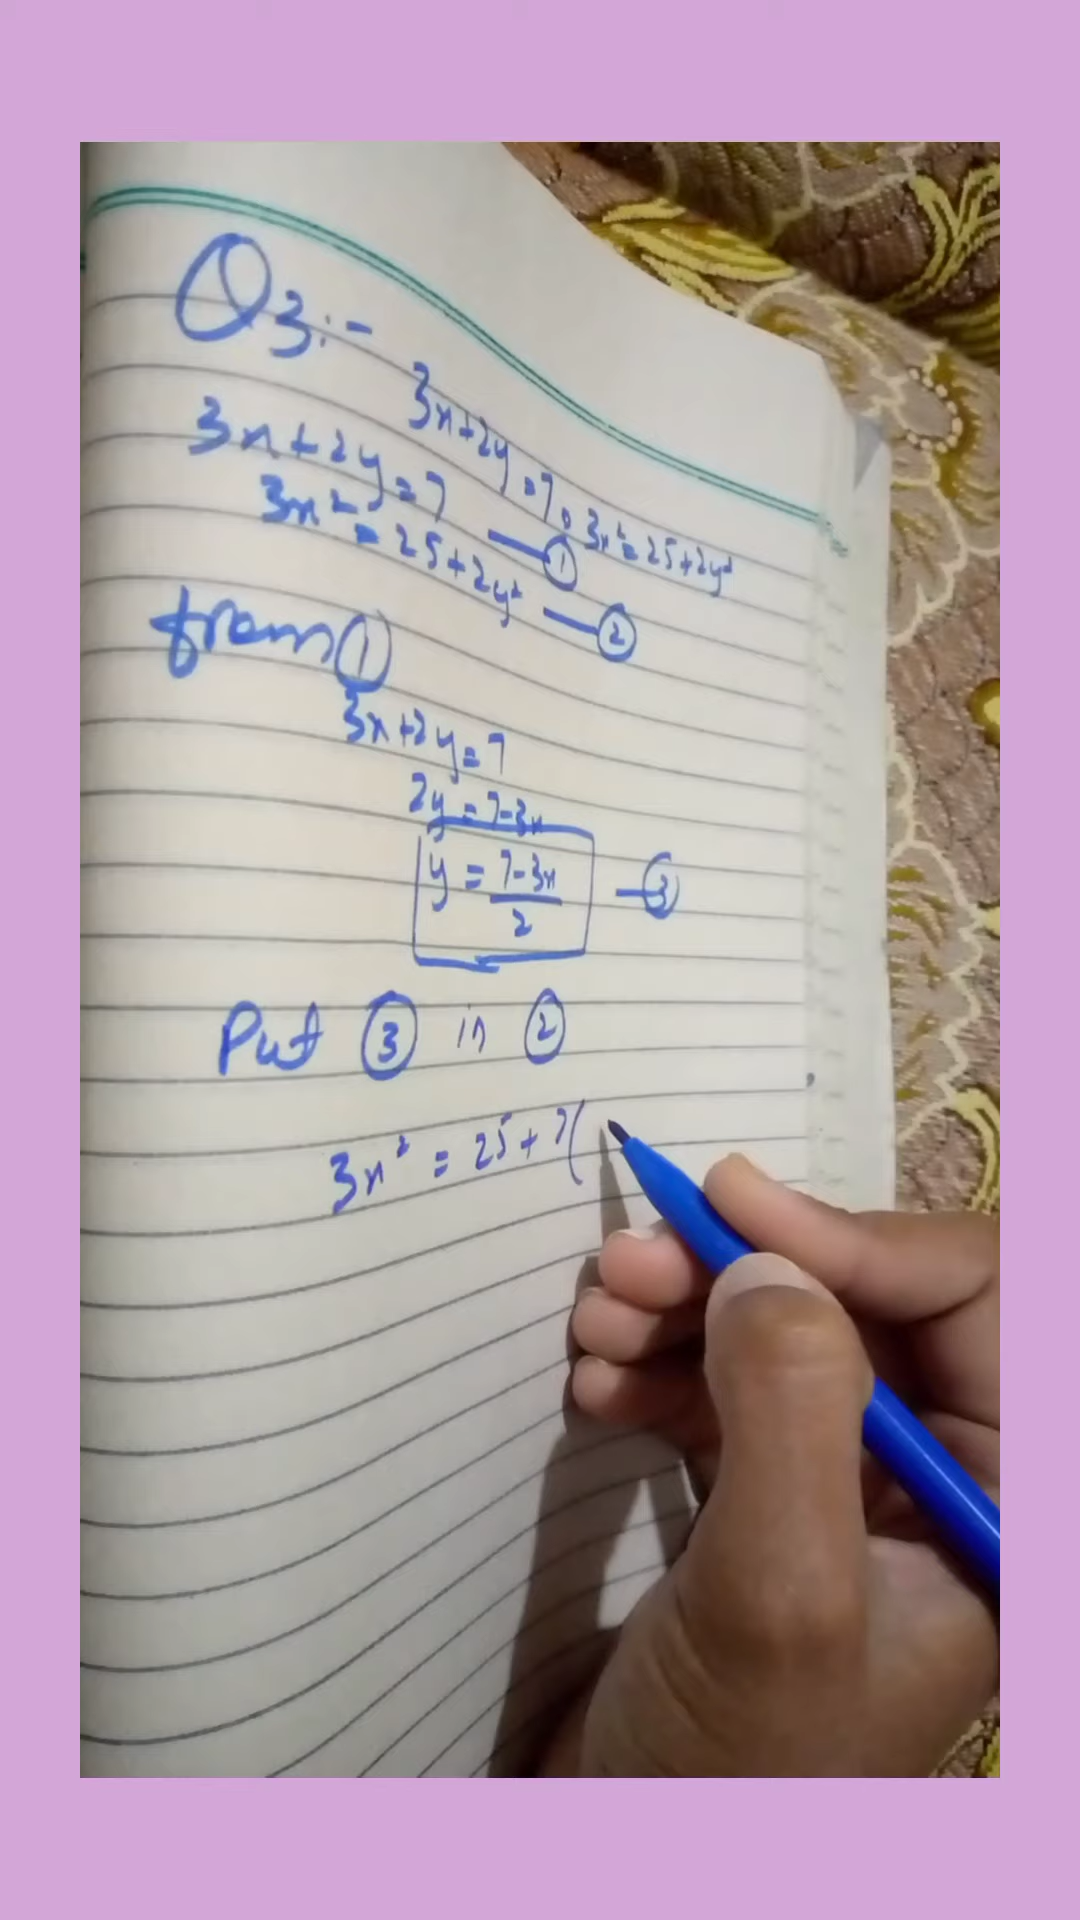 Q3:-
3x+2y=7, 3x²=25+2y²
3x+2y=7 —①
3x²=25+2y² —②
from ①
3x+2y=7
2y=7-3x
y = 7-3x/2 —③
Put ③ in ②
3x² = 25+2(